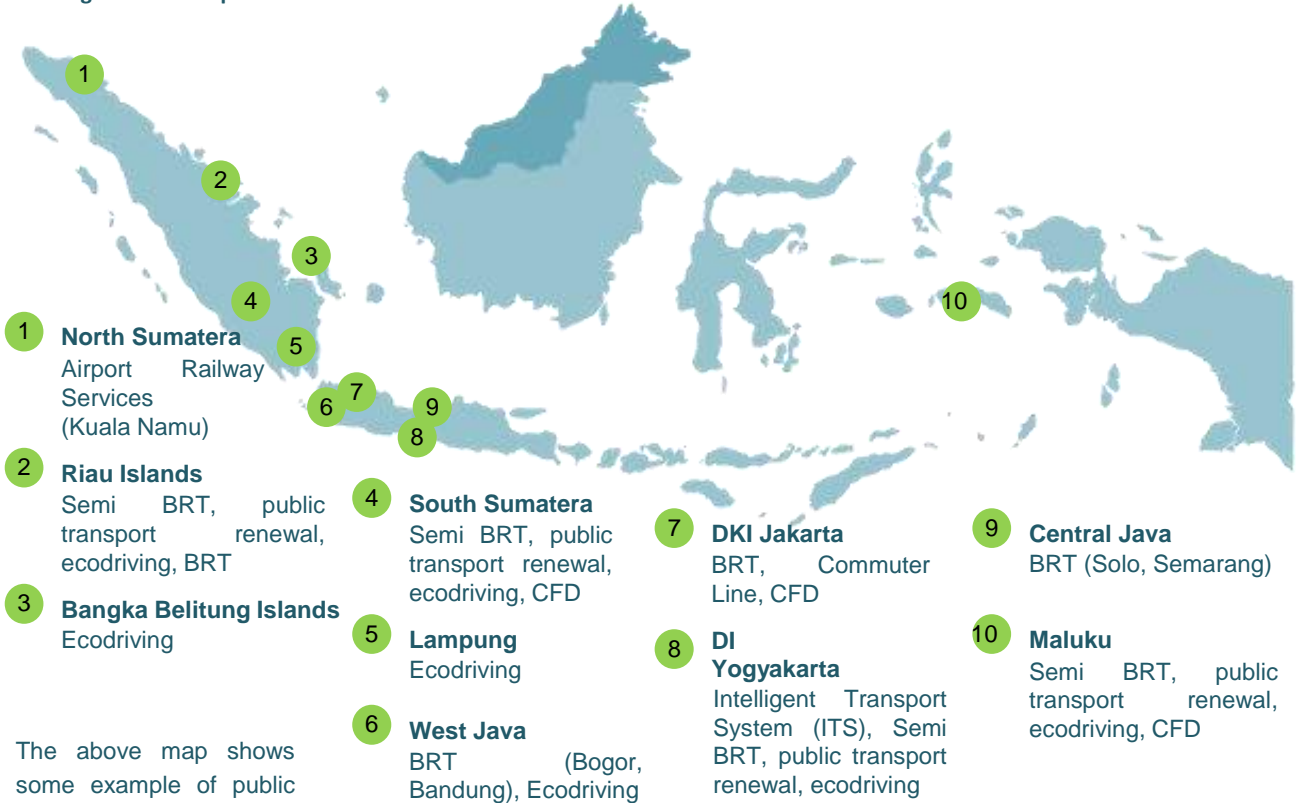 1
2
3
4
5
6
7
8
9
10
1
North Sumatera
Airport Railway
Services
(Kuala Namu)
2
Riau Islands
Semi BRT, public
transport renewal,
ecodriving, BRT
3
Bangka Belitung Islands
Ecodriving
The above map shows
some example of public
4
South Sumatera
Semi BRT, public
transport renewal,
ecodriving, CFD
5
Lampung
Ecodriving
6
West Java
BRT (Bogor,
Bandung), Ecodriving
7
DKI Jakarta
BRT, Commuter
Line, CFD
8
DI
Yogyakarta
Intelligent Transport
System (ITS), Semi
BRT, public transport
renewal, ecodriving
9
Central Java
BRT (Solo, Semarang)
10
Maluku
Semi BRT, public
transport renewal,
ecodriving, CFD